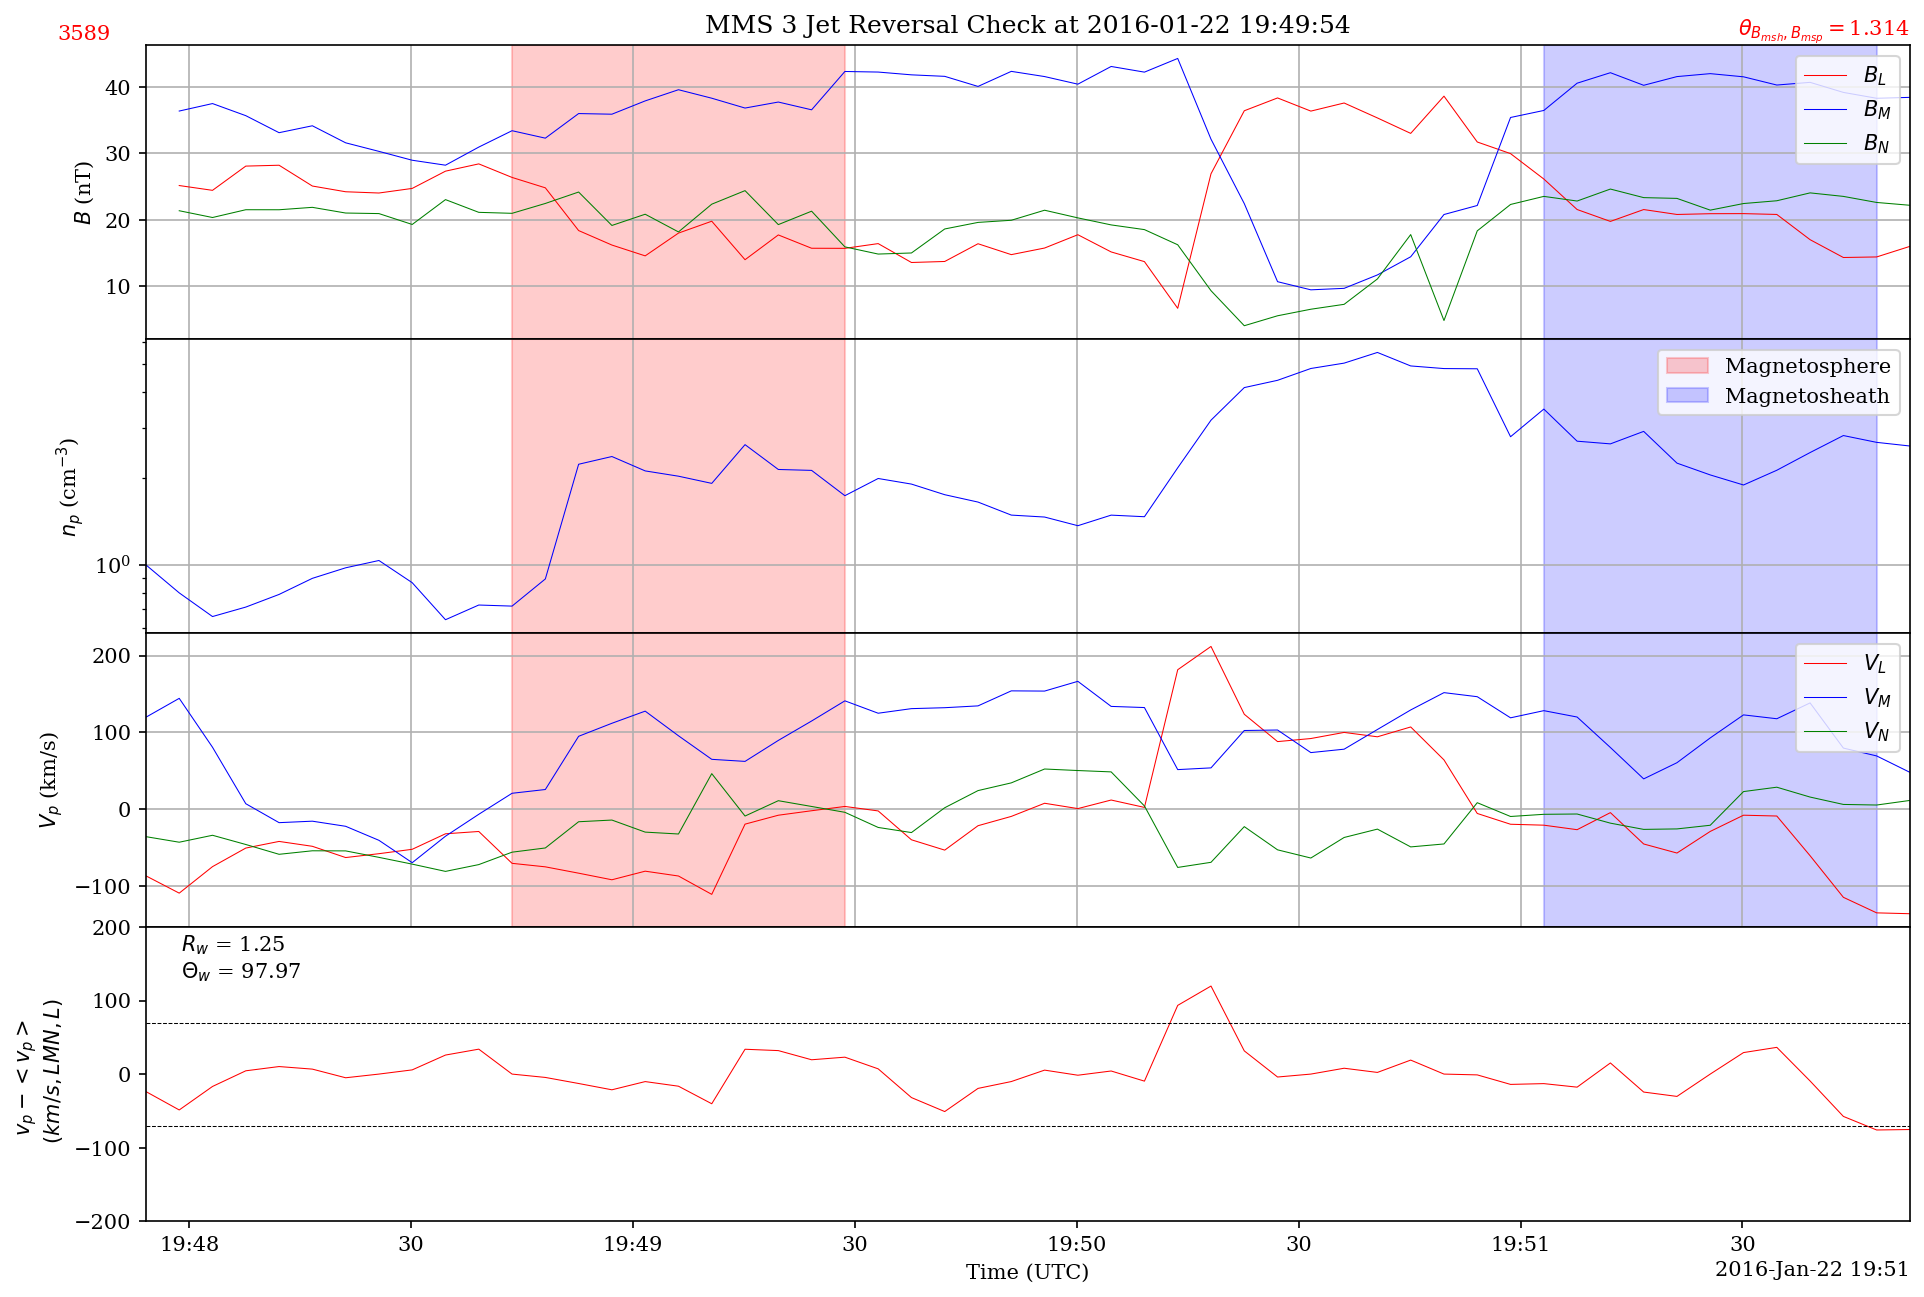 MMS 3 Jet Reversal Check at 2016-01-22 19:49:54
3589
θ_{B_{msh}, B_{msp}} = 1.314
B (nT)
40
30
20
10
B_L
B_M
B_N
n_p (cm^{-3})
10^0
Magnetosphere
Magnetosheath
V_p (km/s)
200
100
0
−100
V_L
V_M
V_N
v_p − < v_p >
(km/s, LMN, L)
200
100
0
−100
−200
R_w = 1.25
Θ_w = 97.97
19:48 30 19:49 30 19:50 30 19:51 30
Time (UTC)
2016-Jan-22 19:51